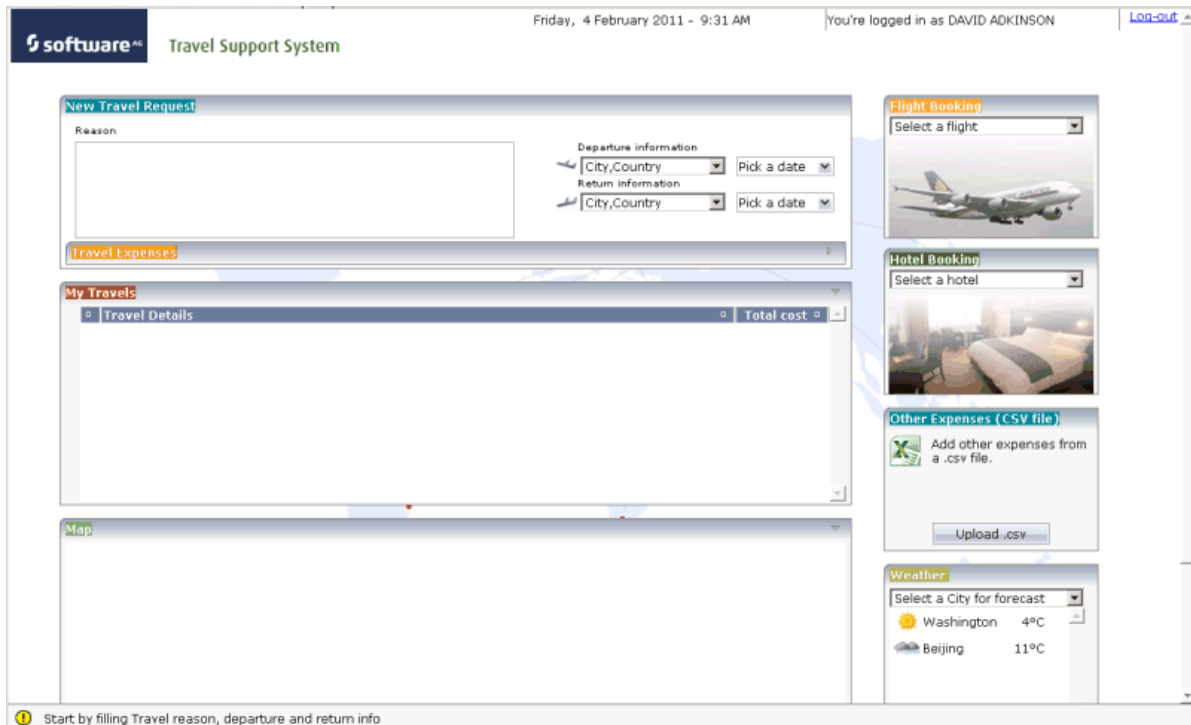 Friday, 4 February 2011 - 9:31 AM
You're logged in as DAVID ADKINSON
Log-out
software AG
Travel Support System
New Travel Request
Reason
Departure information
City,Country
Pick a date
Return information
City,Country
Pick a date
Travel Expenses
My Travels
Travel Details
Total cost
Map
Flight Booking
Select a flight
Hotel Booking
Select a hotel
Other Expenses (CSV file)
Add other expenses from
a .csv file.
Upload .csv
Weather
Select a City for forecast
Washington 4ºC
Beijing 11ºC
Start by filling Travel reason, departure and return info